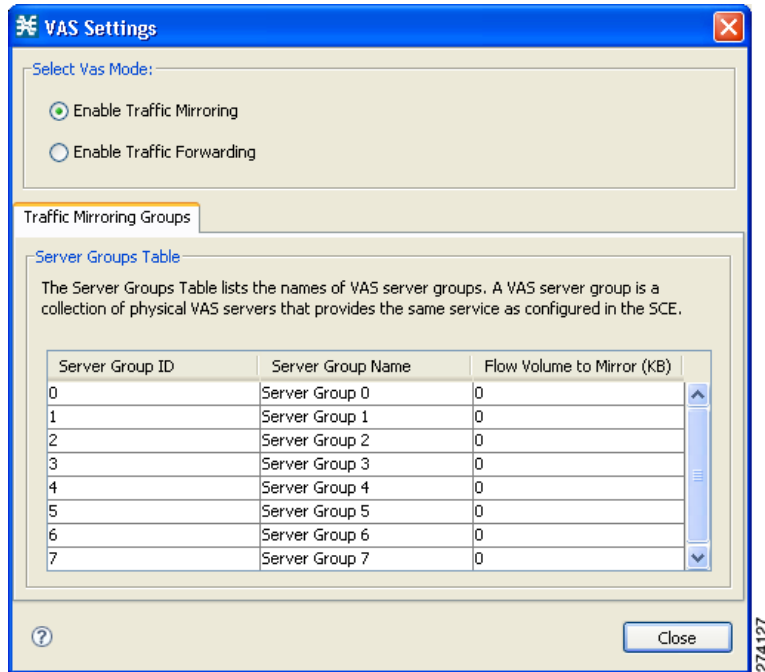 VAS Settings
Select Vas Mode:
Enable Traffic Mirroring
Enable Traffic Forwarding
Traffic Mirroring Groups
Server Groups Table
The Server Groups Table lists the names of VAS server groups. A VAS server group is a
collection of physical VAS servers that provides the same service as configured in the SCE.
Server Group ID Server Group Name Flow Volume to Mirror (KB)
0 Server Group 0 0
1 Server Group 1 0
2 Server Group 2 0
3 Server Group 3 0
4 Server Group 4 0
5 Server Group 5 0
6 Server Group 6 0
7 Server Group 7 0
? Close
274127